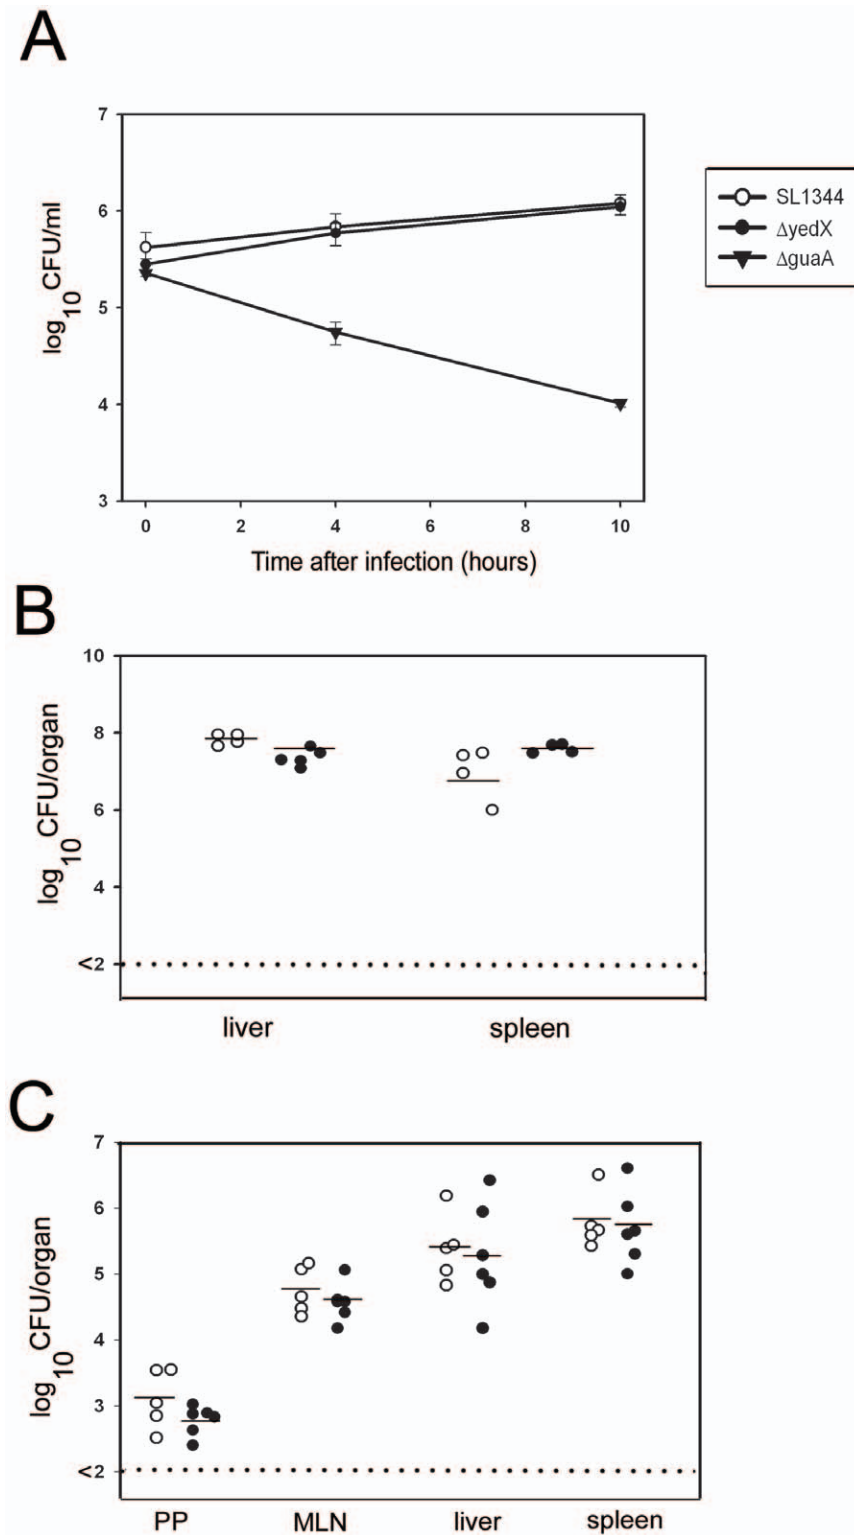 A
7
6
5
4
3
log10CFU/ml
0 2 4 6 8 10
Time after infection (hours)
SL1344
ΔyedX
ΔguaA
B
10
8
6
4
<2
log10CFU/organ
liver spleen
C
7
6
5
4
3
<2
log10CFU/organ
PP MLN liver spleen